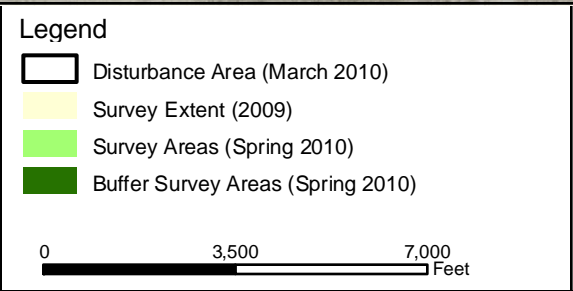 Legend
Disturbance Area (March 2010)
Survey Extent (2009)
Survey Areas (Spring 2010)
Buffer Survey Areas (Spring 2010)
0 3,500 7,000
Feet